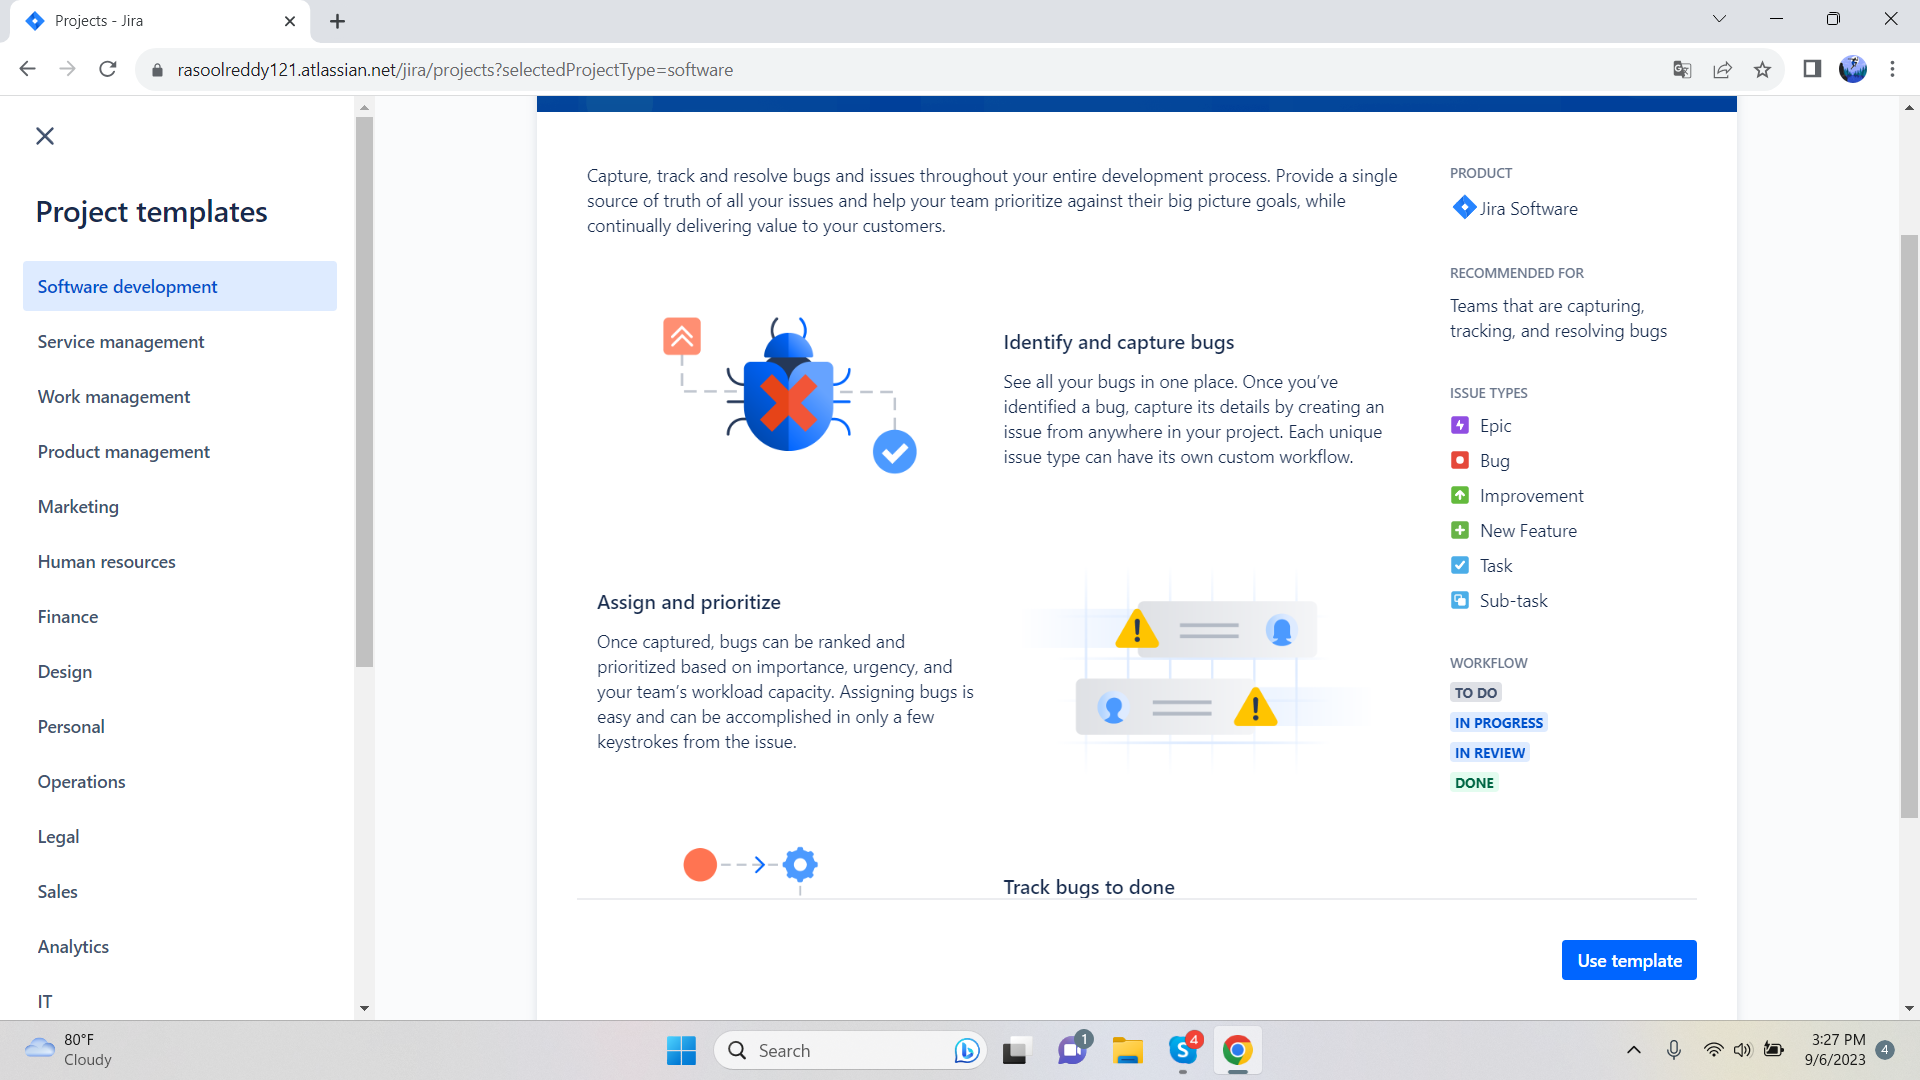 Projects - Jira
rasoolreddy121.atlassian.net/jira/projects?selectedProjectType=software
Project templates
Software development
Service management
Work management
Product management
Marketing
Human resources
Finance
Design
Personal
Operations
Legal
Sales
Analytics
IT
Capture, track and resolve bugs and issues throughout your entire development process. Provide a single
source of truth of all your issues and help your team prioritize against their big picture goals, while
continually delivering value to your customers.
Identify and capture bugs
See all your bugs in one place. Once you’ve
identified a bug, capture its details by creating an
issue from anywhere in your project. Each unique
issue type can have its own custom workflow.
Assign and prioritize
Once captured, bugs can be ranked and
prioritized based on importance, urgency, and
your team’s workload capacity. Assigning bugs is
easy and can be accomplished in only a few
keystrokes from the issue.
Track bugs to done
PRODUCT
Jira Software
RECOMMENDED FOR
Teams that are capturing,
tracking, and resolving bugs
ISSUE TYPES
Epic
Bug
Improvement
New Feature
Task
Sub-task
WORKFLOW
TO DO
IN PROGRESS
IN REVIEW
DONE
Use template
80°F
Cloudy
Search
1
S
4
3:27 PM
9/6/2023
4